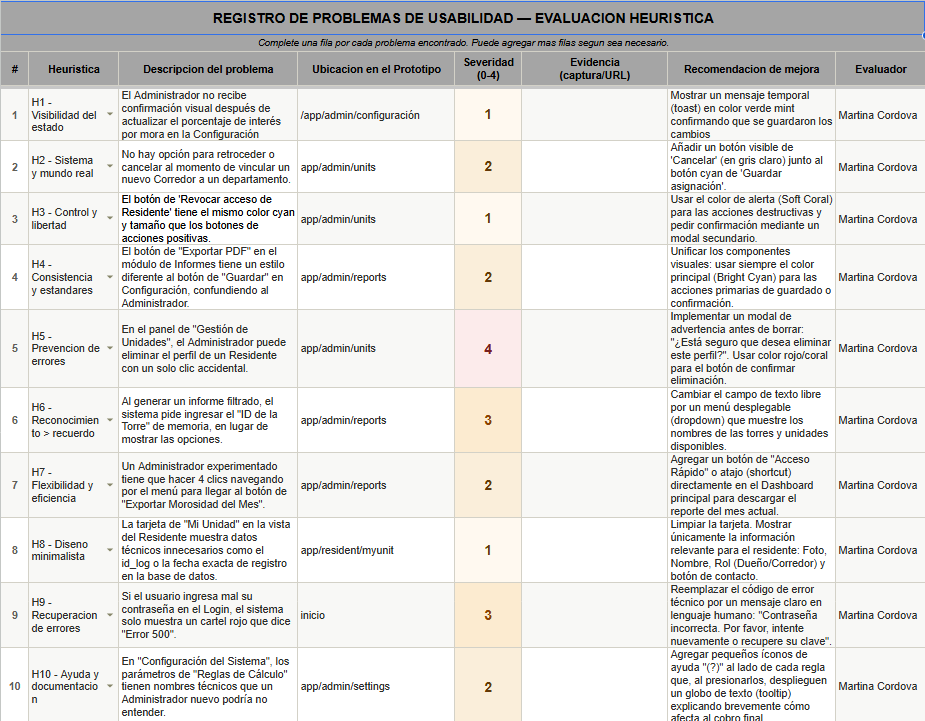 REGISTRO DE PROBLEMAS DE USABILIDAD — EVALUACION HEURISTICA
Complete una fila por cada problema encontrado. Puede agregar mas filas segun sea necesario.
# Heuristica Descripcion del problema Ubicacion en el Prototipo Severidad (0-4) Evidencia (captura/URL) Recomendacion de mejora Evaluador
1
H1 -
Visibilidad del
estado
El Administrador no recibe
confirmación visual después de
actualizar el porcentaje de interés
por mora en la Configuración
/app/admin/configuración
1
Mostrar un mensaje temporal
(toast) en color verde mint
confirmando que se guardaron los
cambios
Martina Cordova
2
H2 - Sistema
y mundo real
No hay opción para retroceder o
cancelar al momento de vincular un
nuevo Corredor a un departamento.
app/admin/units
2
Añadir un botón visible de
'Cancelar' (en gris claro) junto al
botón cyan de 'Guardar
asignación'.
Martina Cordova
3
H3 - Control y
libertad
El botón de 'Revocar acceso de
Residente' tiene el mismo color cyan
y tamaño que los botones de
acciones positivas.
app/admin/units
1
Usar el color de alerta (Soft Coral)
para las acciones destructivas y
pedir confirmación mediante un
modal secundario.
Martina Cordova
4
H4 -
Consistencia
y estandares
El botón de "Exportar PDF" en el
módulo de Informes tiene un estilo
diferente al botón de "Guardar" en
Configuración, confundiendo al
Administrador.
app/admin/reports
2
Unificar los componentes
visuales: usar siempre el color
principal (Bright Cyan) para las
acciones primarias de guardado o
confirmación.
Martina Cordova
5
H5 -
Prevencion de
errores
En el panel de "Gestión de
Unidades", el Administrador puede
eliminar el perfil de un Residente
con un solo clic accidental.
app/admin/units
4
Implementar un modal de
advertencia antes de borrar:
"¿Está seguro que desea eliminar
este perfil?". Usar color rojo/coral
para el botón de confirmar
eliminación.
Martina Cordova
6
H6 -
Reconocimien
to > recuerdo
Al generar un informe filtrado, el
sistema pide ingresar el "ID de la
Torre" de memoria, en lugar de
mostrar las opciones.
app/admin/reports
3
Cambiar el campo de texto libre
por un menú desplegable
(dropdown) que muestre los
nombres de las torres y unidades
disponibles.
Martina Cordova
7
H7 -
Flexibilidad y
eficiencia
Un Administrador experimentado
tiene que hacer 4 clics navegando
por el menú para llegar al botón de
"Exportar Morosidad del Mes".
app/admin/reports
2
Agregar un botón de "Acceso
Rápido" o atajo (shortcut)
directamente en el Dashboard
principal para descargar el
reporte del mes actual.
Martina Cordova
8
H8 - Diseno
minimalista
La tarjeta de "Mi Unidad" en la vista
del Residente muestra datos
técnicos innecesarios como el
id_log o la fecha exacta de registro
en la base de datos.
app/resident/myunit
1
Limpiar la tarjeta. Mostrar
únicamente la información
relevante para el residente: Foto,
Nombre, Rol (Dueño/Corredor) y
botón de contacto.
Martina Cordova
9
H9 -
Recuperacion
de errores
Si el usuario ingresa mal su
contraseña en el Login, el sistema
solo muestra un cartel rojo que dice
"Error 500".
inicio
3
Reemplazar el código de error
técnico por un mensaje claro en
lenguaje humano: "Contraseña
incorrecta. Por favor, intente
nuevamente o recupere su clave".
Martina Cordova
10
H10 - Ayuda y
documentacio
n
En "Configuración del Sistema", los
parámetros de "Reglas de Cálculo"
tienen nombres técnicos que un
Administrador nuevo podría no
entender.
app/admin/settings
2
Agregar pequeños íconos de
ayuda "(?)" al lado de cada regla
que, al presionarlos, desplieguen
un globo de texto (tooltip)
explicando brevemente cómo
afecta al cobro final.
Martina Cordova